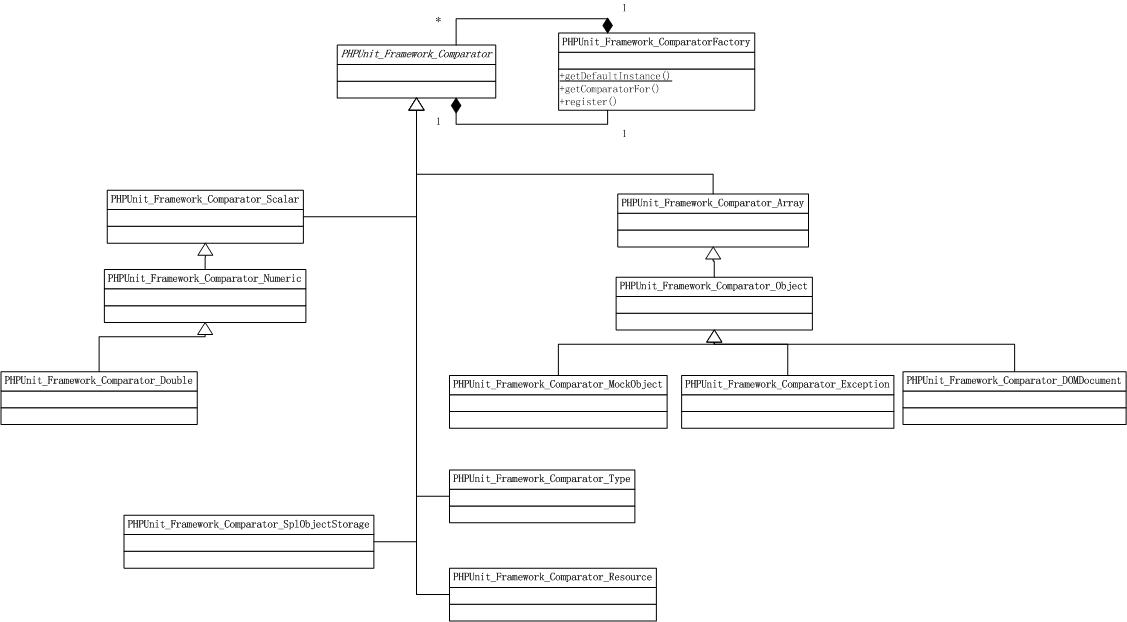 1
*
PHPUnit_Framework_Comparator
PHPUnit_Framework_ComparatorFactory
+getDefaultInstance()
+getComparatorFor()
+register()
1
1
PHPUnit_Framework_Comparator_Scalar
PHPUnit_Framework_Comparator_Array
PHPUnit_Framework_Comparator_Numeric
PHPUnit_Framework_Comparator_Object
PHPUnit_Framework_Comparator_Double
PHPUnit_Framework_Comparator_MockObject
PHPUnit_Framework_Comparator_Exception
PHPUnit_Framework_Comparator_DOMDocument
PHPUnit_Framework_Comparator_Type
PHPUnit_Framework_Comparator_SplObjectStorage
PHPUnit_Framework_Comparator_Resource